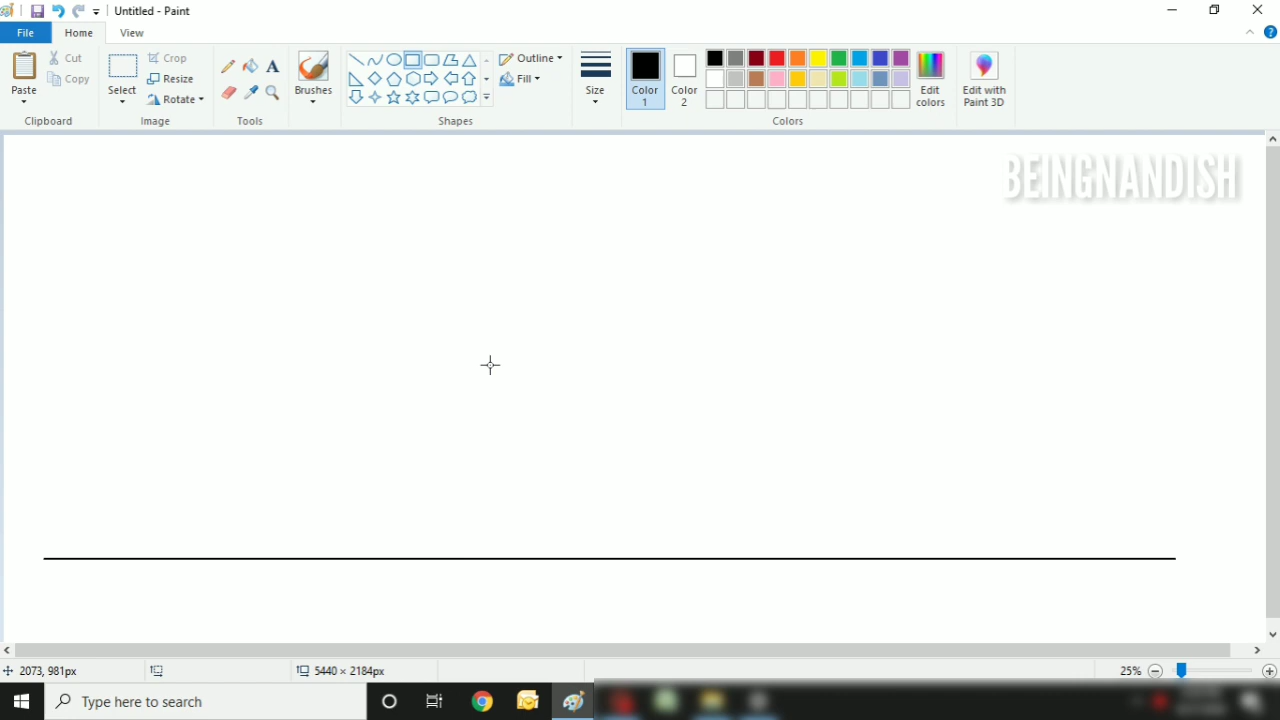 Untitled - Paint
File Home View
Paste
Cut
Copy
Clipboard
Select
Crop
Resize
Rotate
Image
Tools
Brushes
Shapes
Outline
Fill
Size
Color 1
Color 2
Edit colors
Colors
Edit with Paint 3D
BEINGNANDISH
2073, 981px
5440 × 2184px
25%
Type here to search